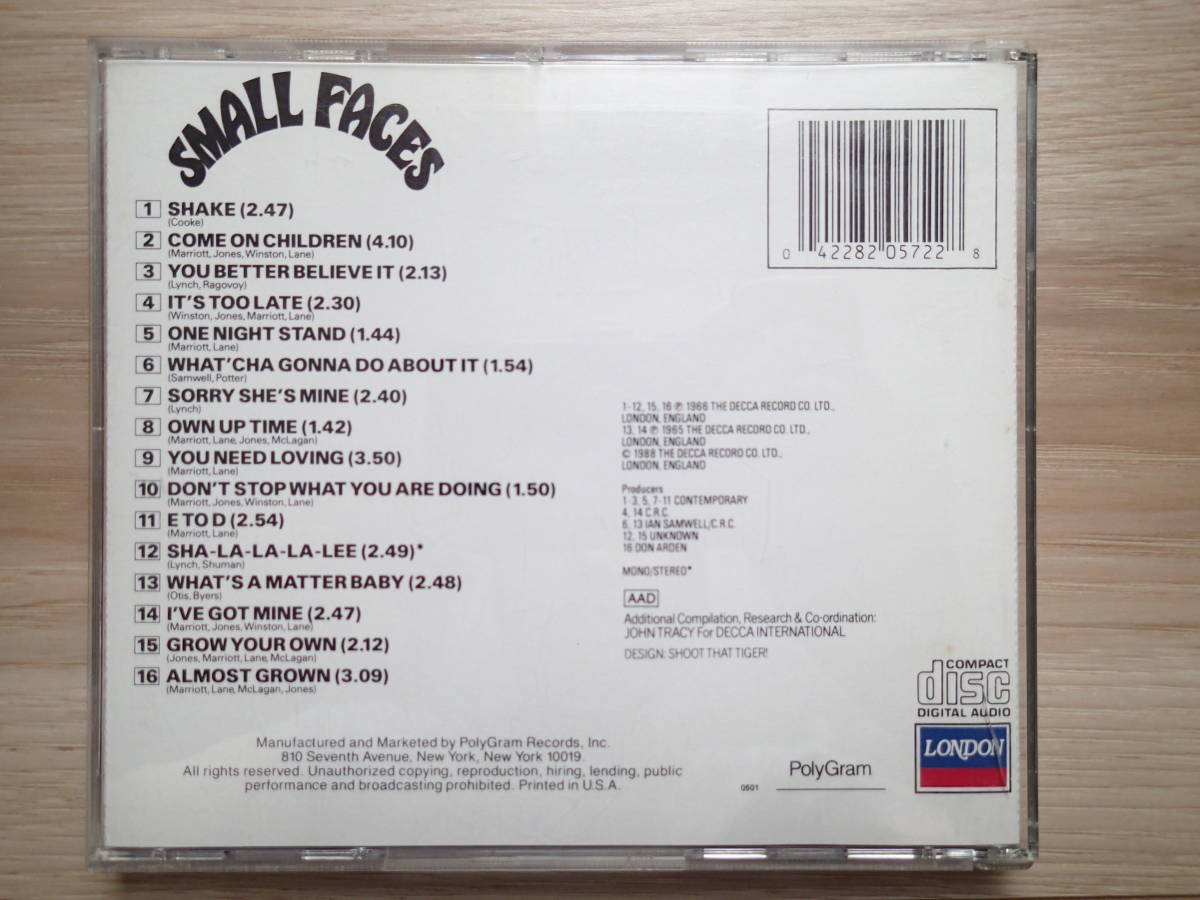 SMALL FACES
1 SHAKE (2.47)
(Cooke)
2 COME ON CHILDREN (4.10)
(Marriott, Jones, Winston, Lane)
3 YOU BETTER BELIEVE IT (2.13)
(Lynch, Ragovoy)
4 IT'S TOO LATE (2.30)
(Winston, Jones, Marriott, Lane)
5 ONE NIGHT STAND (1.44)
(Marriott, Lane)
6 WHAT'CHA GONNA DO ABOUT IT (1.54)
(Samwell, Potter)
7 SORRY SHE'S MINE (2.40)
(Lynch)
8 OWN UP TIME (1.42)
(Marriott, Lane, Jones, McLagan)
9 YOU NEED LOVING (3.50)
(Marriott, Lane)
10 DON'T STOP WHAT YOU ARE DOING (1.50)
(Marriott, Jones, Winston, Lane)
11 E TO D (2.54)
(Marriott, Lane)
12 SHA-LA-LA-LA-LEE (2.49)*
(Lynch, Shuman)
13 WHAT'S A MATTER BABY (2.48)
(Otis, Byers)
14 I'VE GOT MINE (2.47)
(Marriott, Jones, Winston, Lane)
15 GROW YOUR OWN (2.12)
(Jones, Marriott, Lane, McLagan)
16 ALMOST GROWN (3.09)
(Marriott, Lane, McLagan, Jones)
0 42282 05722 8
1-12, 15, 16 ℗ 1966 THE DECCA RECORD CO. LTD.,
LONDON, ENGLAND
13, 14 ℗ 1965 THE DECCA RECORD CO. LTD.,
LONDON, ENGLAND
© 1988 THE DECCA RECORD CO. LTD.,
LONDON, ENGLAND
Producers
1-3, 5, 7-11 CONTEMPORARY
4, 14 C.R.C.
6, 13 IAN SAMWELL/C.R.C.
12, 15 UNKNOWN
16 DON ARDEN
MONO/STEREO*
AAD
Additional Compilation, Research & Co-ordination:
JOHN TRACY For DECCA INTERNATIONAL
DESIGN: SHOOT THAT TIGER!
COMPACT
disc
DIGITAL AUDIO
LONDON
Manufactured and Marketed by PolyGram Records, Inc.
810 Seventh Avenue, New York, New York 10019.
All rights reserved. Unauthorized copying, reproduction, hiring, lending, public
performance and broadcasting prohibited. Printed in U.S.A.
0601
PolyGram